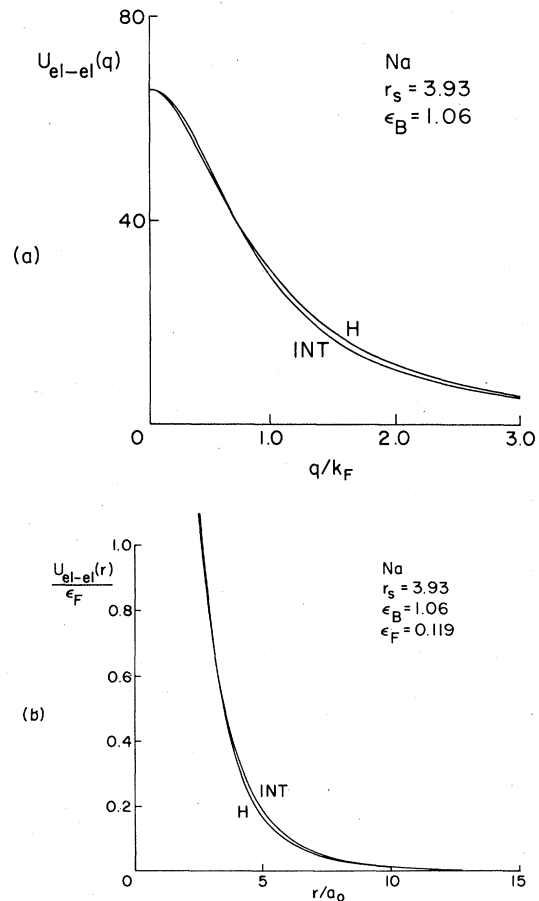 (a)
U_el-el(q)
80
40
0
1.0
2.0
3.0
q/k_F
Na
r_s = 3.93
ϵ_B = 1.06
H
INT
(b)
U_el-el(r)
ϵ_F
1.0
0.8
0.6
0.4
0.2
0
5
10
15
r/a_o
Na
r_s = 3.93
ϵ_B = 1.06
ϵ_F = 0.119
INT
H